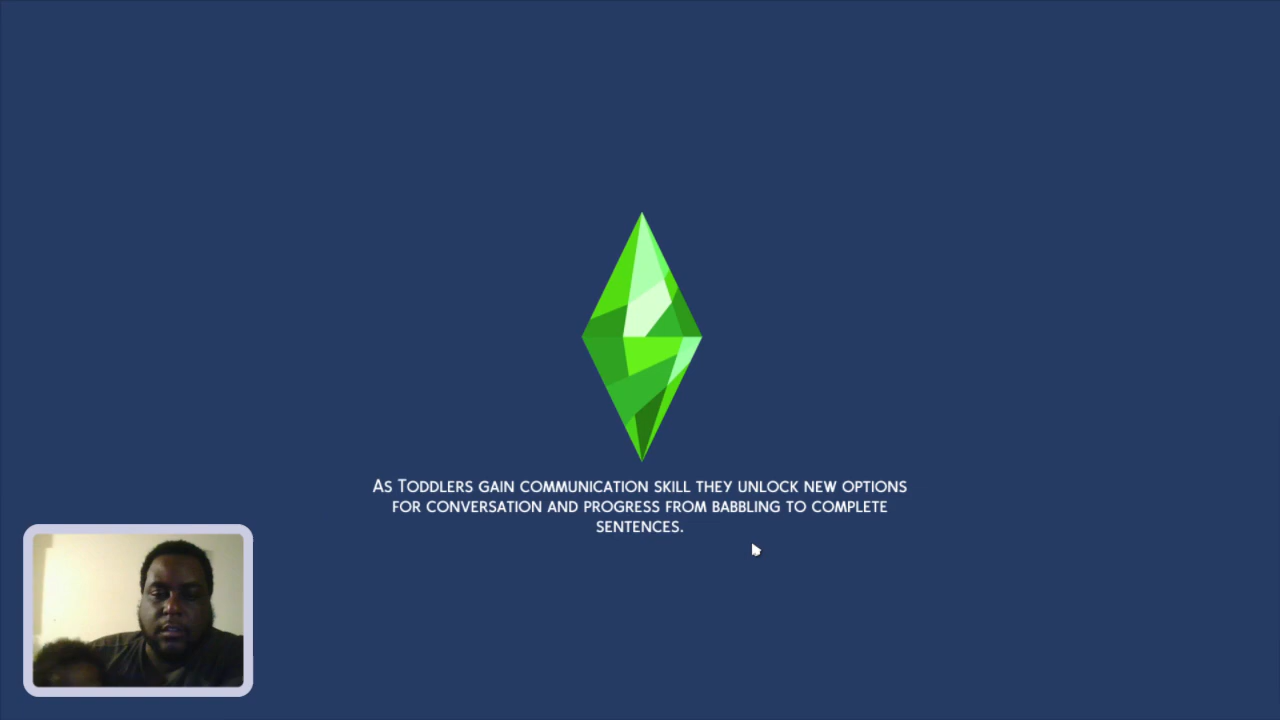 As Toddlers gain communication skill they unlock new options
for conversation and progress from babbling to complete
sentences.